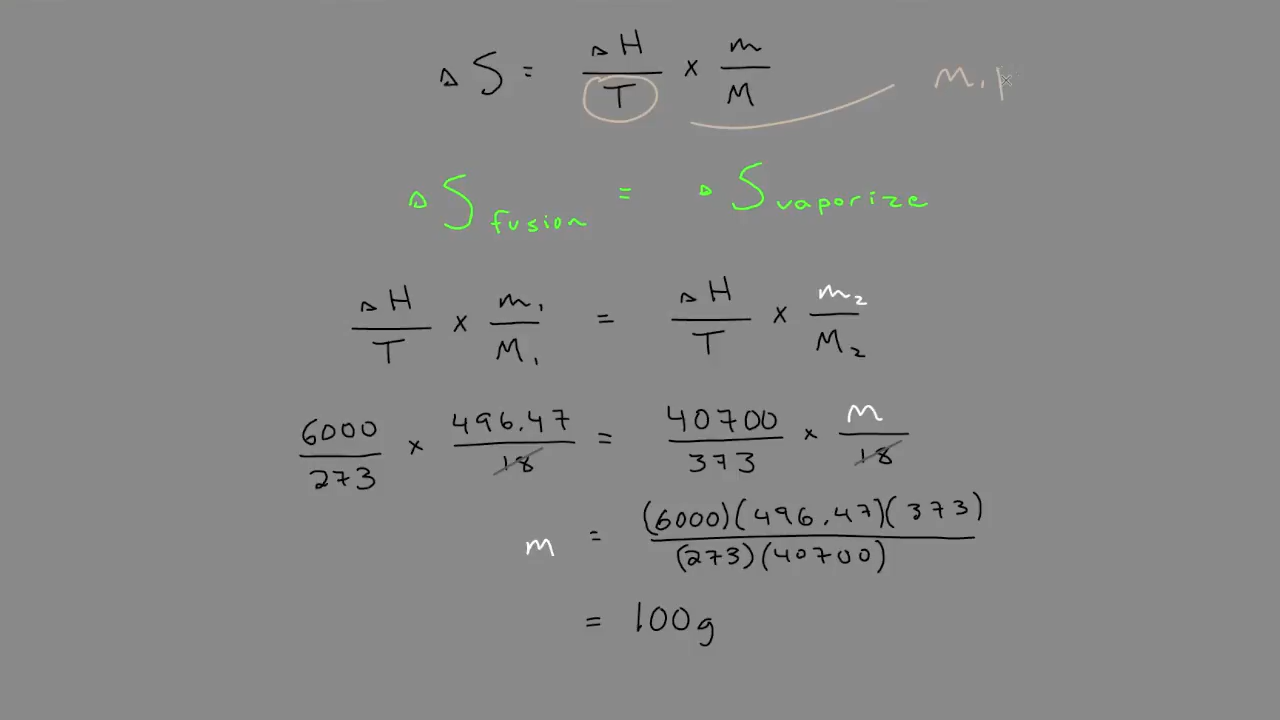 ΔS = ΔH/T × m/M m.p
ΔS fusion = ΔS vaporize
ΔH/T × m₁/M₁ = ΔH/T × m₂/M₂
6000/273 × 496.47/18 = 40700/373 × m/18
m = (6000)(496.47)(373)/(273)(40700)
= 100g